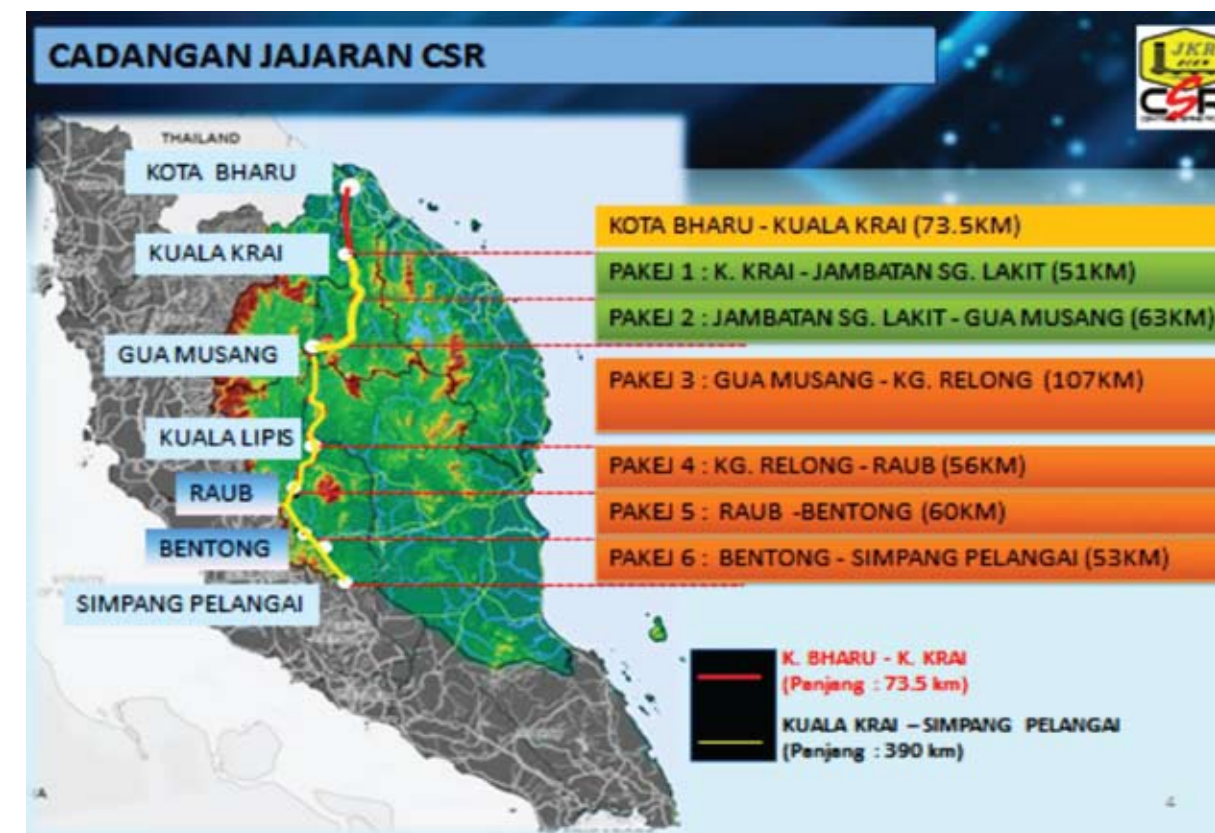 CADANGAN JAJARAN CSR
JKR
CSR
THAILAND
KOTA BHARU
KUALA KRAI
GUA MUSANG
KUALA LIPIS
RAUB
BENTONG
SIMPANG PELANGAI
KOTA BHARU - KUALA KRAI (73.5KM)
PAKEJ 1 : K. KRAI - JAMBATAN SG. LAKIT (51KM)
PAKEJ 2 : JAMBATAN SG. LAKIT - GUA MUSANG (63KM)
PAKEJ 3 : GUA MUSANG - KG. RELONG (107KM)
PAKEJ 4 : KG. RELONG - RAUB (56KM)
PAKEJ 5 : RAUB -BENTONG (60KM)
PAKEJ 6 : BENTONG - SIMPANG PELANGAI (53KM)
K. BHARU - K. KRAI
(Panjang : 73.5 km)
KUALA KRAI – SIMPANG PELANGAI
(Panjang : 390 km)
4